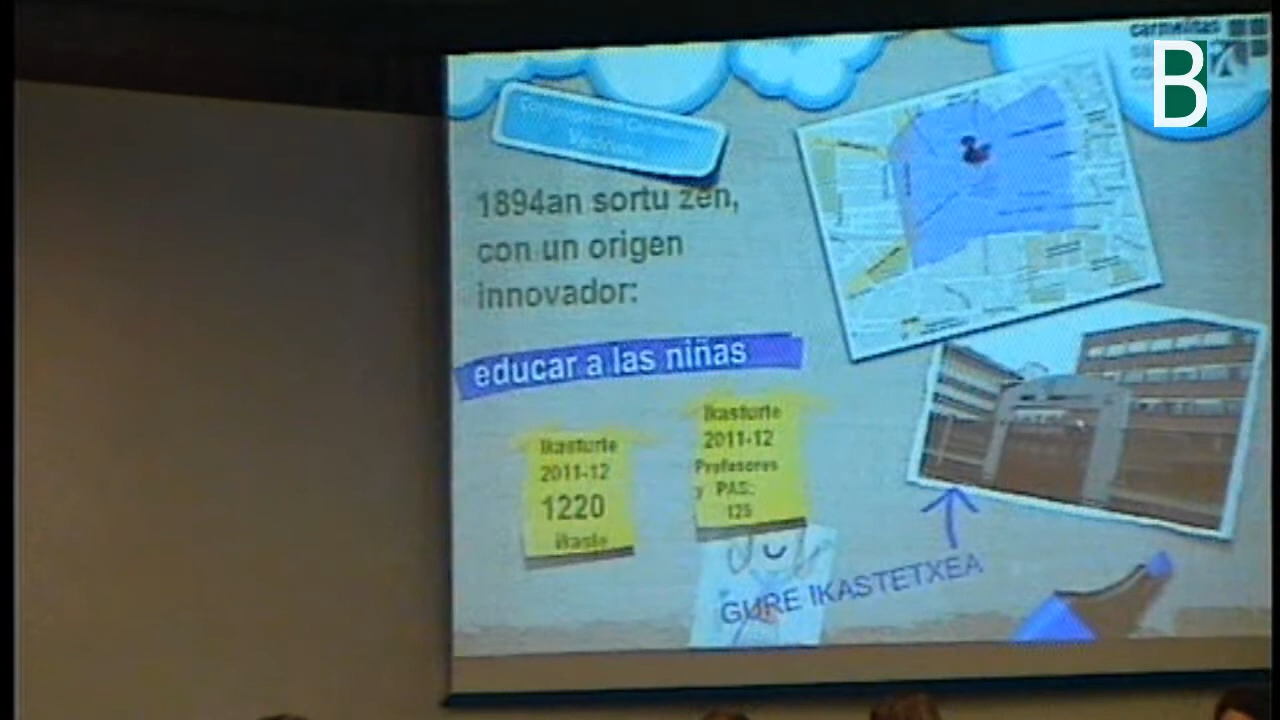 carmelitas
B
1894an sortu zen,
con un origen
innovador:
educar a las niñas
Ikasturte
2011-12
1220
Ikasle
Ikasturte
2011-12
Profesores
y PAS:
125
GURE IKASTETXEA